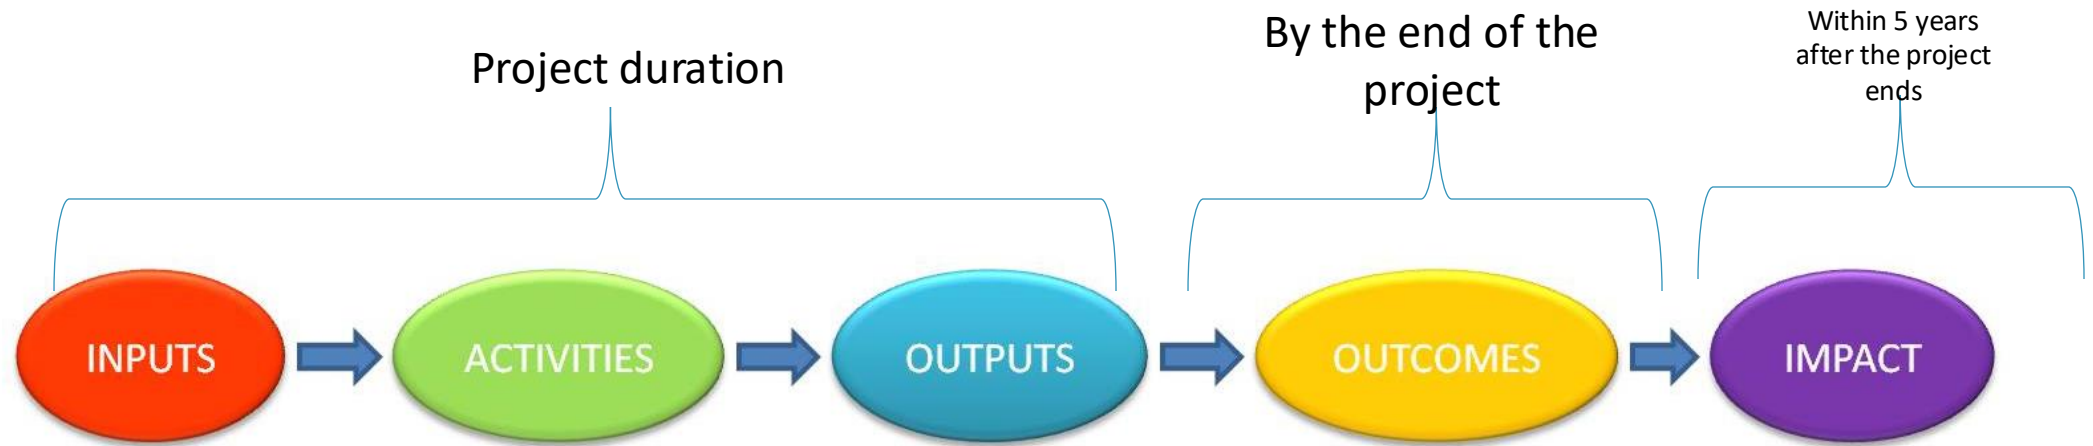 Project duration
By the end of the
project
Within 5 years
after the project
ends
INPUTS
ACTIVITIES
OUTPUTS
OUTCOMES
IMPACT